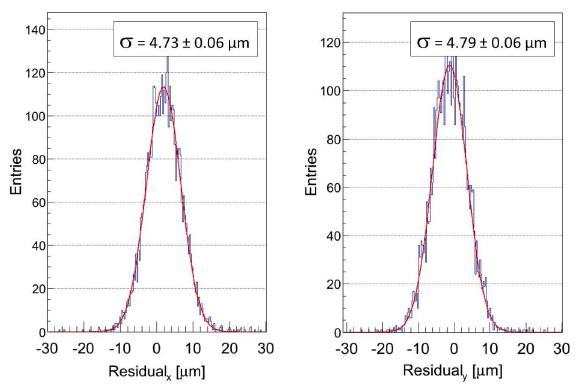 σ = 4.73 ± 0.06 μm
140
120
100
80
60
40
20
0
Entries
-30 -20 -10 0 10 20 30
Residualx [μm]
σ = 4.79 ± 0.06 μm
120
100
80
60
40
20
0
Entries
-30 -20 -10 0 10 20 30
Residualy [μm]